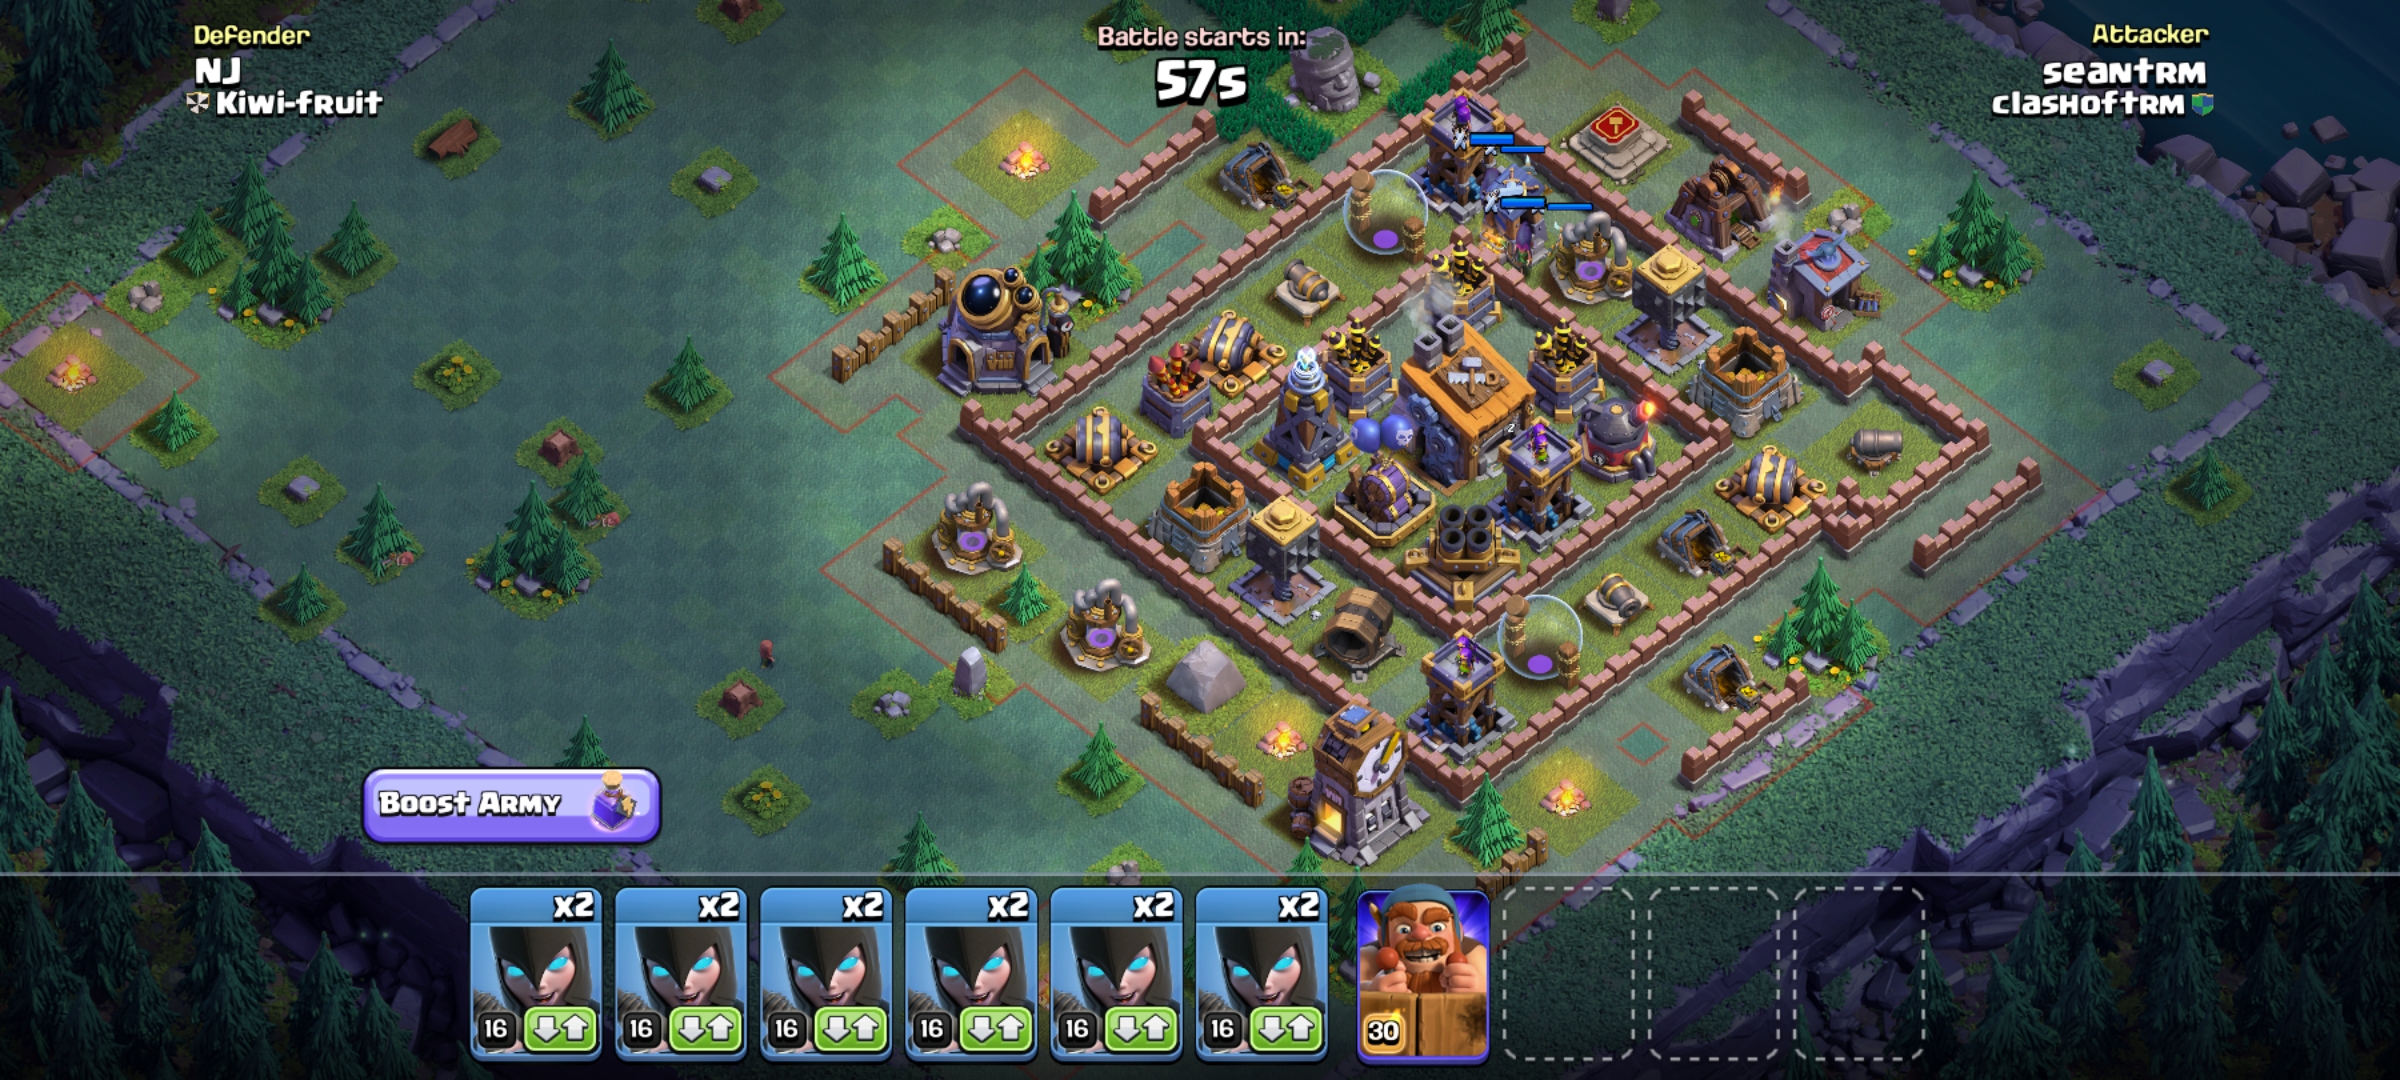 Defender
NJ
Kiwi-fruit
Battle starts in:
57s
Attacker
seantrm
clashoftrm
2
Boost Army
x2
x2
x2
x2
x2
x2
16
16
16
16
16
16
30